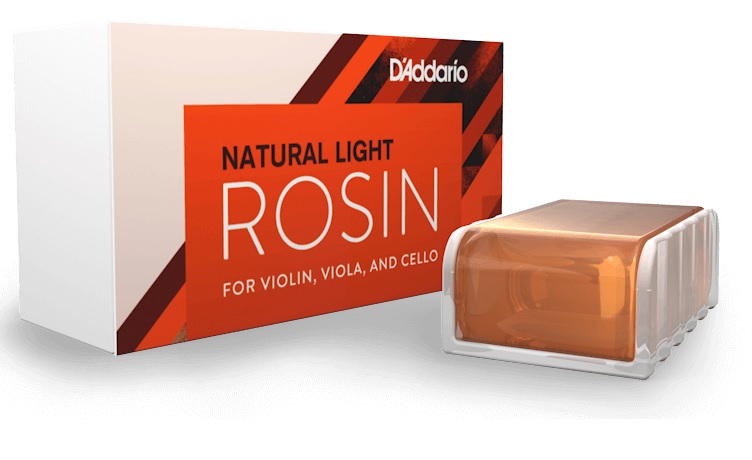 D'Addario
NATURAL LIGHT
ROSIN
FOR VIOLIN, VIOLA, AND CELLO